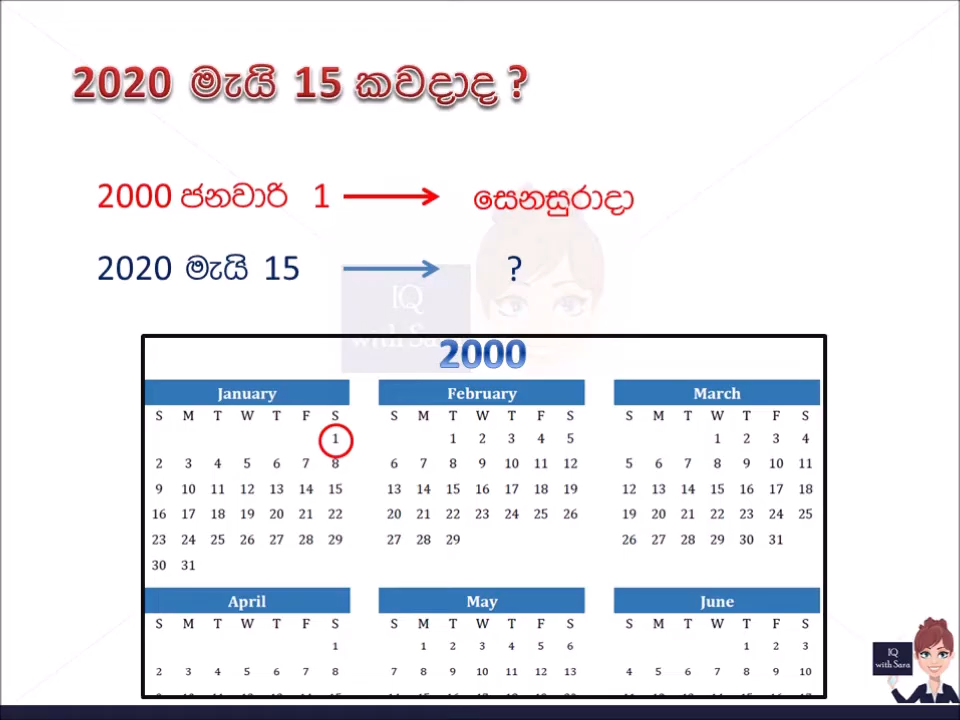 2020 මැයි 15 කවදාද ?
2000 ජනවාරි 1 සෙනසුරාදා
2020 මැයි 15 ?
IQ
with Sara
2000
January February March
S M T W T F S S M T W T F S S M T W T F S
1 1 2 3 4 5 1 2 3 4
2 3 4 5 6 7 8 6 7 8 9 10 11 12 5 6 7 8 9 10 11
9 10 11 12 13 14 15 13 14 15 16 17 18 19 12 13 14 15 16 17 18
16 17 18 19 20 21 22 20 21 22 23 24 25 26 19 20 21 22 23 24 25
23 24 25 26 27 28 29 27 28 29 26 27 28 29 30 31
30 31
April May June
S M T W T F S S M T W T F S S M T W T F S
1 1 2 3 4 5 6 1 2 3
2 3 4 5 6 7 8 7 8 9 10 11 12 13 4 5 6 7 8 9 10
IQ
with Sara